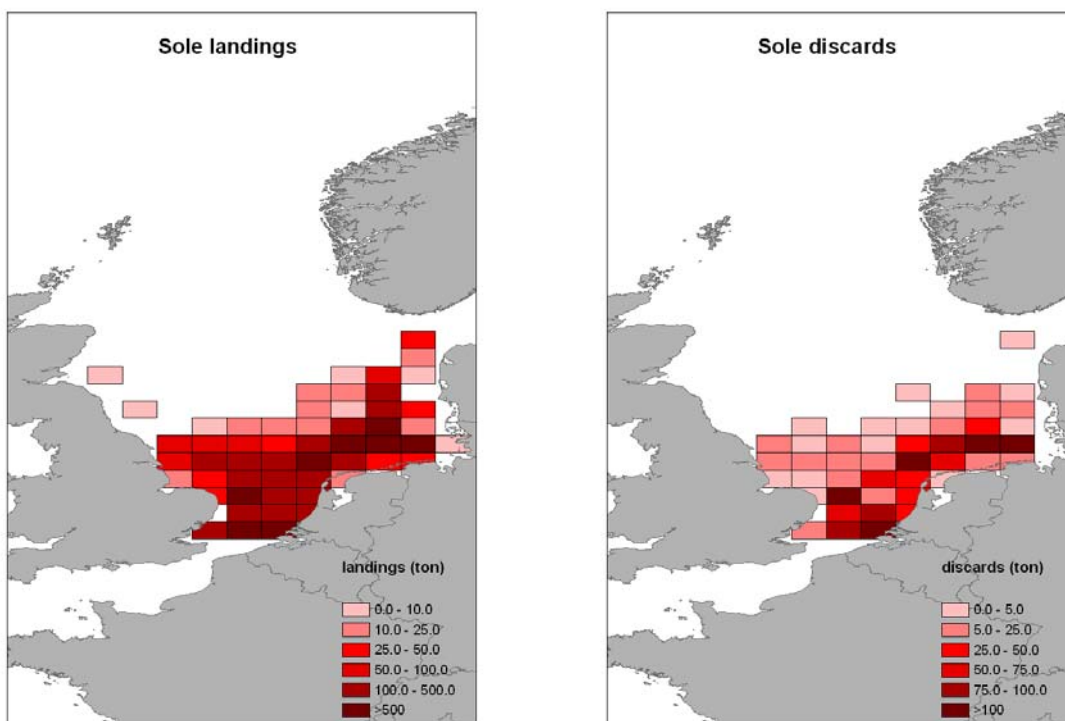 Sole landings
landings (ton)
0.0 - 10.0
10.0 - 25.0
25.0 - 50.0
50.0 - 100.0
100.0 - 500.0
>500
Sole discards
discards (ton)
0.0 - 5.0
5.0 - 25.0
25.0 - 50.0
50.0 - 75.0
75.0 - 100.0
>100